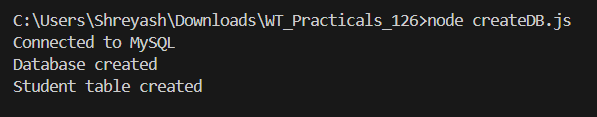 C:\Users\Shreyash\Downloads\WT_Practicals_126>node createDB.js
Connected to MySQL
Database created
Student table created